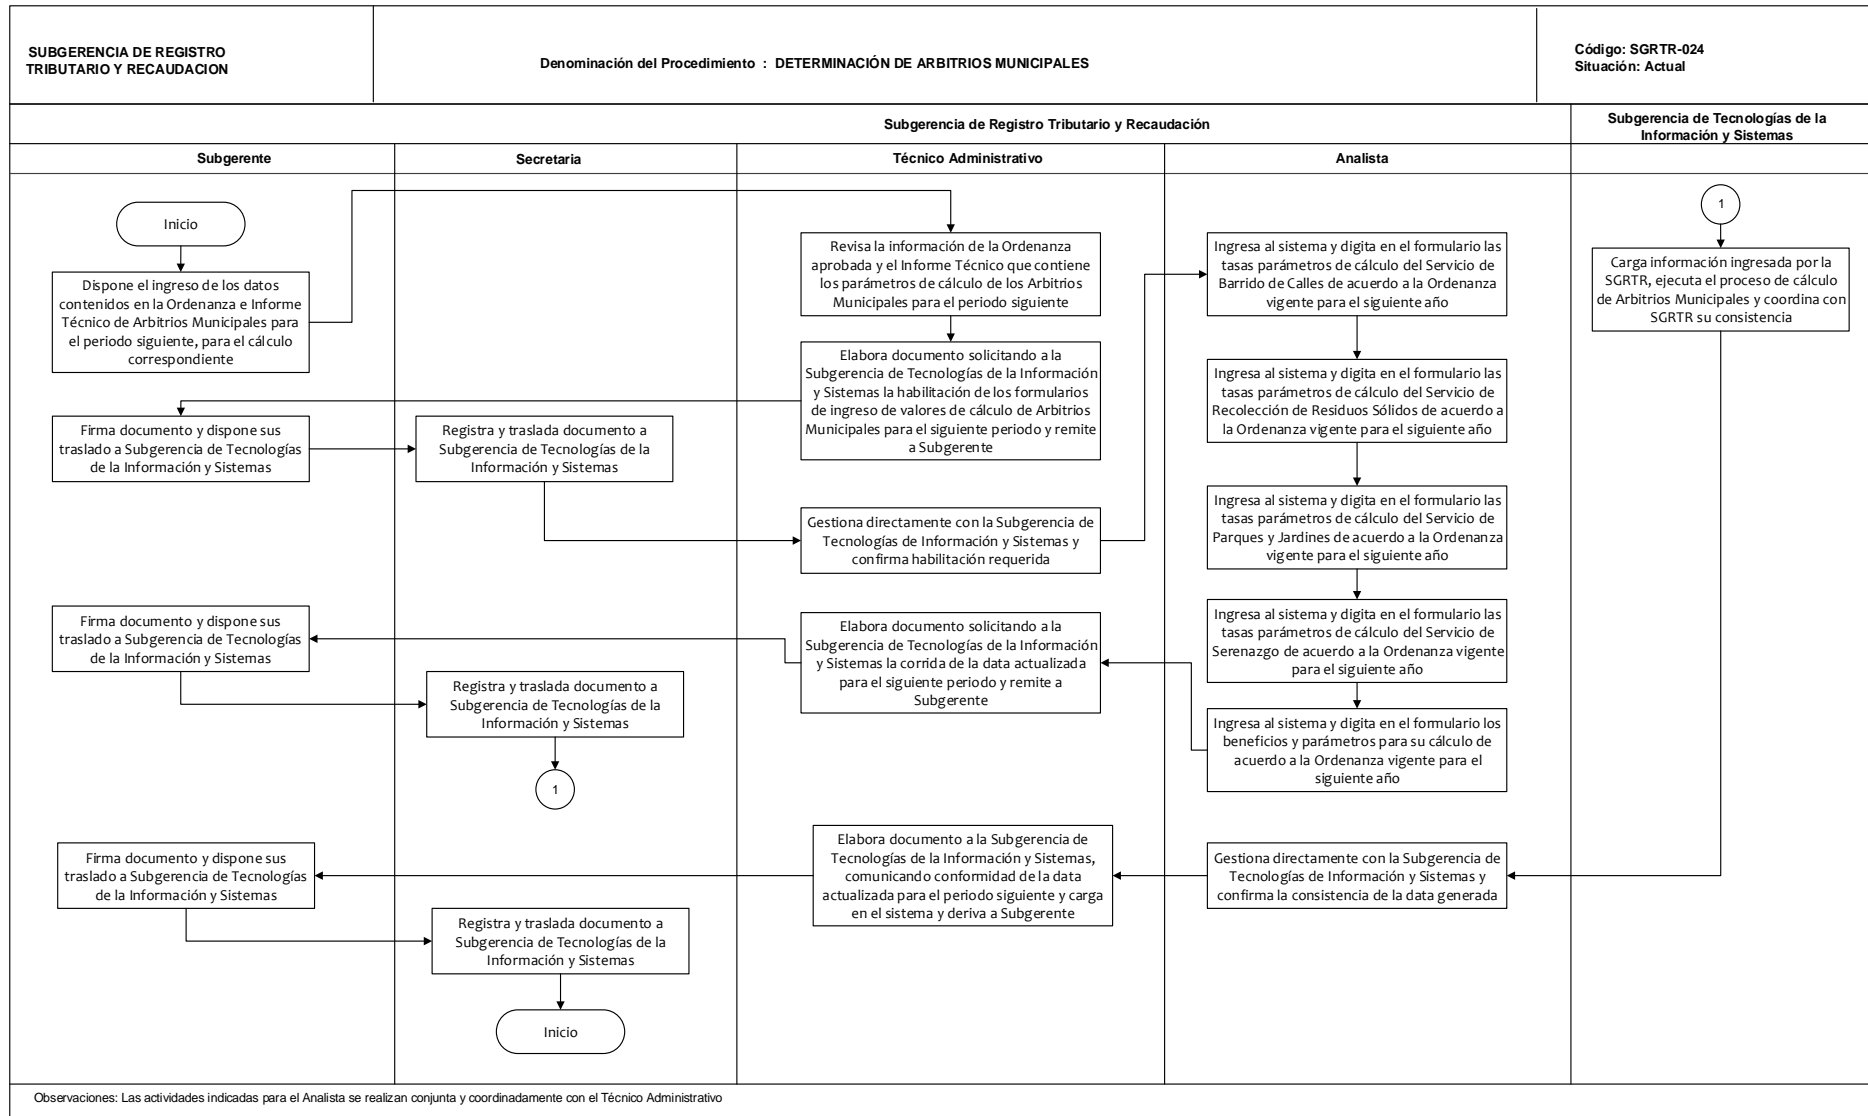 SUBGERENCIA DE REGISTRO
TRIBUTARIO Y RECAUDACION
Denominación del Procedimiento : DETERMINACIÓN DE ARBITRIOS MUNICIPALES
Código: SGRTR-024
Situación: Actual
Subgerencia de Registro Tributario y Recaudación
Subgerencia de Tecnologías de la
Información y Sistemas
Subgerente
Secretaria
Técnico Administrativo
Analista
Inicio
Dispone el ingreso de los datos
contenidos en la Ordenanza e Informe
Técnico de Arbitrios Municipales para
el periodo siguiente, para el cálculo
correspondiente
Revisa la información de la Ordenanza
aprobada y el Informe Técnico que contiene
los parámetros de cálculo de los Arbitrios
Municipales para el periodo siguiente
Elabora documento solicitando a la
Subgerencia de Tecnologías de la Información
y Sistemas la habilitación de los formularios
de ingreso de valores de cálculo de Arbitrios
Municipales para el siguiente periodo y remite
a Subgerente
Firma documento y dispone sus
traslado a Subgerencia de Tecnologías
de la Información y Sistemas
Registra y traslada documento a
Subgerencia de Tecnologías de la
Información y Sistemas
Gestiona directamente con la Subgerencia de
Tecnologías de Información y Sistemas y
confirma habilitación requerida
Ingresa al sistema y digita en el formulario las
tasas parámetros de cálculo del Servicio de
Barrido de Calles de acuerdo a la Ordenanza
vigente para el siguiente año
Ingresa al sistema y digita en el formulario las
tasas parámetros de cálculo del Servicio de
Recolección de Residuos Sólidos de acuerdo a
la Ordenanza vigente para el siguiente año
Ingresa al sistema y digita en el formulario las
tasas parámetros de cálculo del Servicio de
Parques y Jardines de acuerdo a la Ordenanza
vigente para el siguiente año
Ingresa al sistema y digita en el formulario las
tasas parámetros de cálculo del Servicio de
Serenazgo de acuerdo a la Ordenanza vigente
para el siguiente año
Ingresa al sistema y digita en el formulario los
beneficios y parámetros para su cálculo de
acuerdo a la Ordenanza vigente para el
siguiente año
Elabora documento solicitando a la
Subgerencia de Tecnologías de la Información
y Sistemas la corrida de la data actualizada
para el siguiente periodo y remite a
Subgerente
Firma documento y dispone sus
traslado a Subgerencia de Tecnologías
de la Información y Sistemas
Registra y traslada documento a
Subgerencia de Tecnologías de la
Información y Sistemas
1
1
Carga información ingresada por la
SGRTR, ejecuta el proceso de cálculo
de Arbitrios Municipales y coordina con
SGRTR su consistencia
Gestiona directamente con la Subgerencia de
Tecnologías de Información y Sistemas y
confirma la consistencia de la data generada
Elabora documento a la Subgerencia de
Tecnologías de la Información y Sistemas,
comunicando conformidad de la data
actualizada para el periodo siguiente y carga
en el sistema y deriva a Subgerente
Firma documento y dispone sus
traslado a Subgerencia de Tecnologías
de la Información y Sistemas
Registra y traslada documento a
Subgerencia de Tecnologías de la
Información y Sistemas
Inicio
Observaciones: Las actividades indicadas para el Analista se realizan conjunta y coordinadamente con el Técnico Administrativo